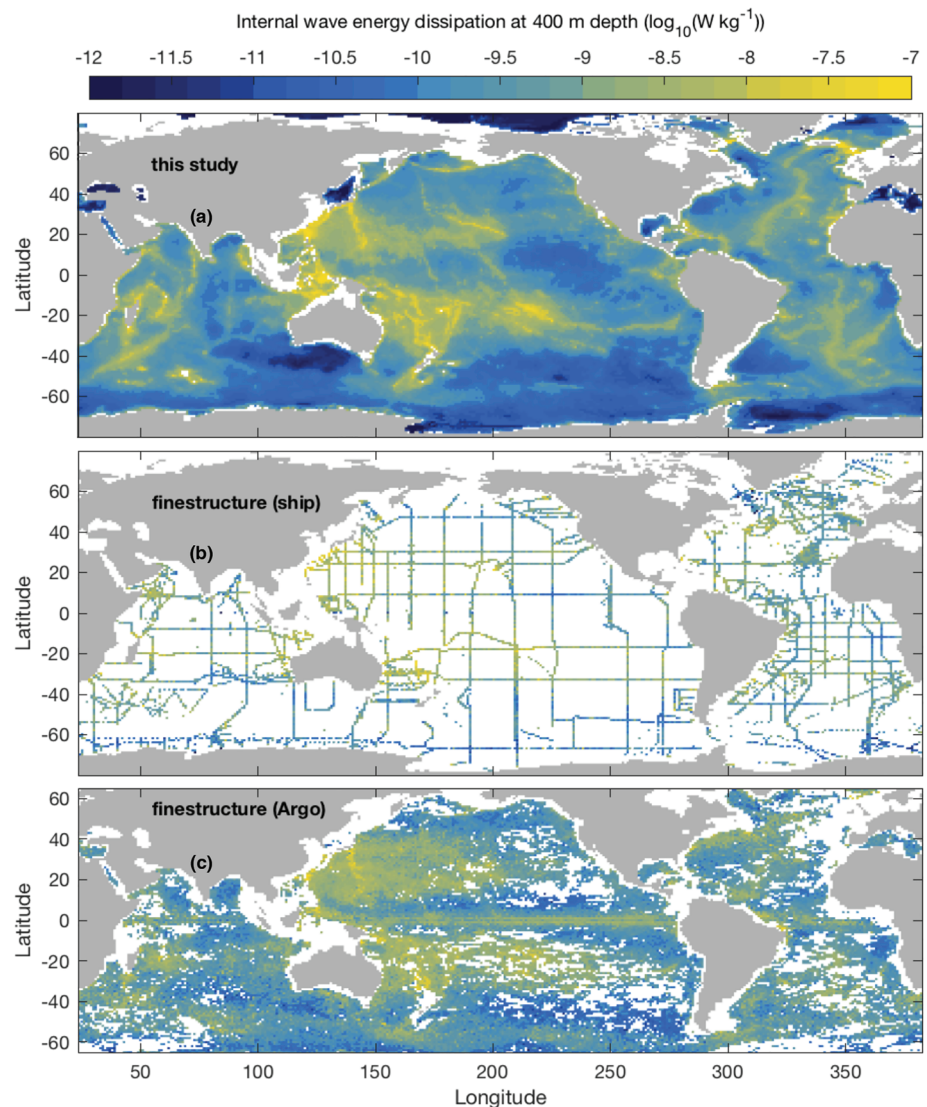 Internal wave energy dissipation at 400 m depth (log₁₀(W kg⁻¹))
-12 -11.5 -11 -10.5 -10 -9.5 -9 -8.5 -8 -7.5 -7
60
this study
40
(a)
20
0
-20
-40
-60
Latitude
60
finestructure (ship)
40
(b)
20
0
-20
-40
-60
Latitude
60
finestructure (Argo)
40
(c)
20
0
-20
-40
-60
Latitude
50 100 150 200 250 300 350
Longitude